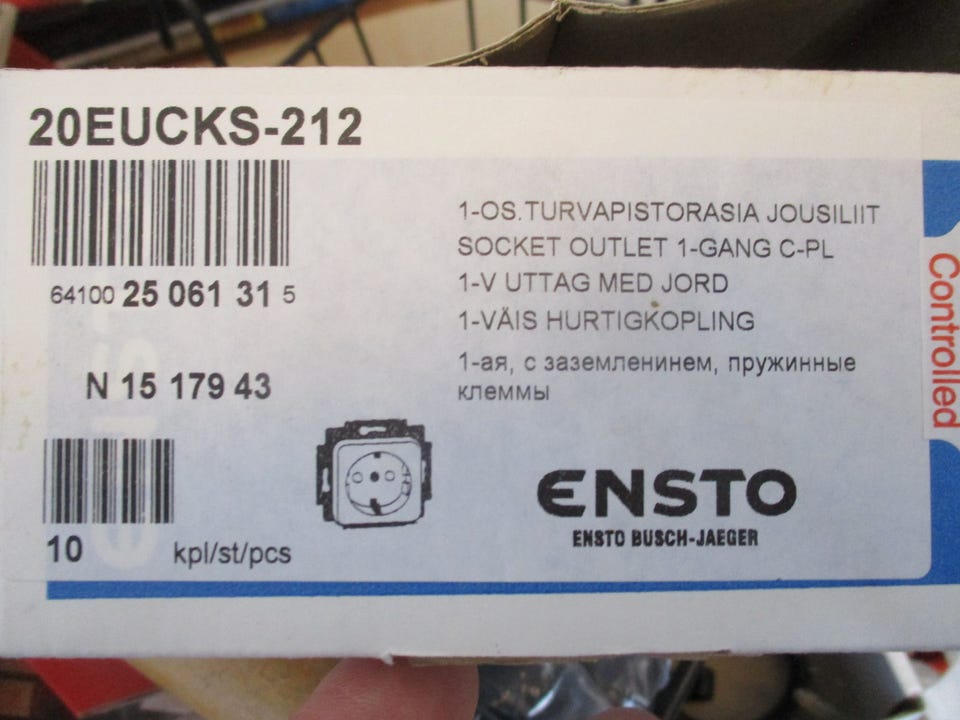 20EUCKS-212
64100 25 061 31 5
N 15 179 43
10 kpl/st/pcs
1-OS.TURVAPISTORASIA JOUSILIIT
SOCKET OUTLET 1-GANG C-PL
1-V UTTAG MED JORD
1-VÄIS HURTIGKOPLING
1-ая, с заземленинем, пружинные
клеммы
ENSTO
ENSTO BUSCH-JAEGER
Controlled